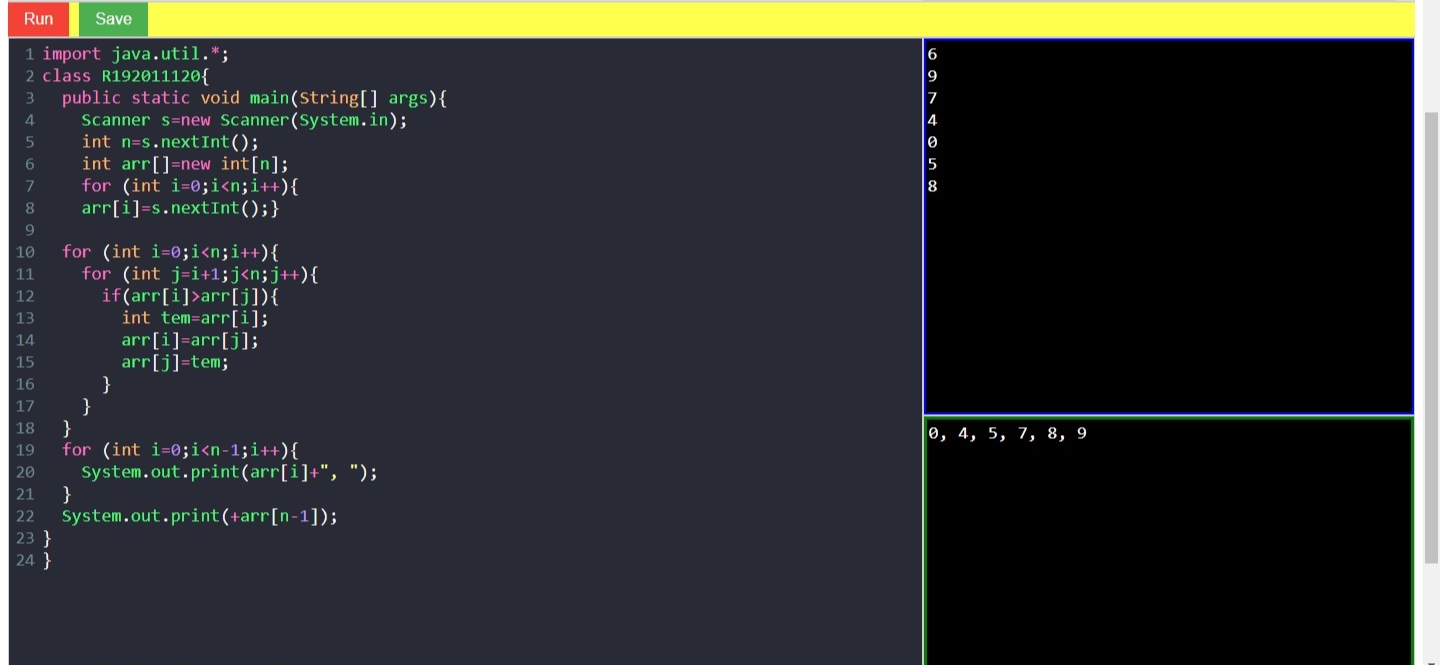 Run Save
1 import java.util.*;
2 class R192011120{
3   public static void main(String[] args){
4     Scanner s=new Scanner(System.in);
5     int n=s.nextInt();
6     int arr[]=new int[n];
7     for (int i=0;i<n;i++){
8     arr[i]=s.nextInt();}
9
10   for (int i=0;i<n;i++){
11     for (int j=i+1;j<n;j++){
12       if(arr[i]>arr[j]){
13         int tem=arr[i];
14         arr[i]=arr[j];
15         arr[j]=tem;
16       }
17     }
18   }
19   for (int i=0;i<n-1;i++){
20     System.out.print(arr[i]+", ");
21   }
22   System.out.print(+arr[n-1]);
23 }
24 }
6
9
7
4
0
5
8
0, 4, 5, 7, 8, 9